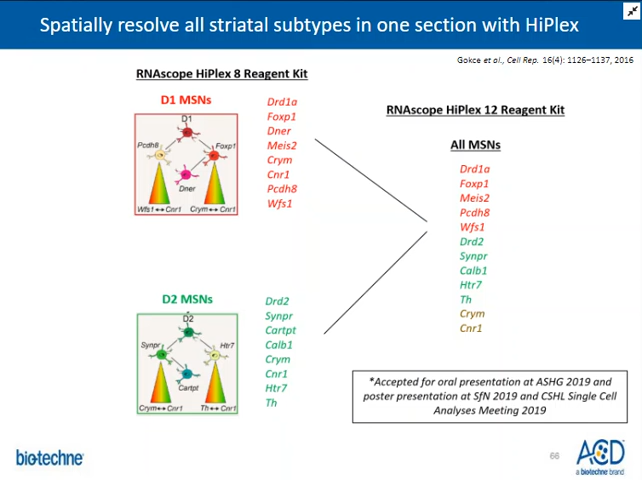 Spatially resolve all striatal subtypes in one section with HiPlex
Gokce et al., Cell Rep. 16(4): 1126–1137, 2016
RNAscope HiPlex 8 Reagent Kit
D1 MSNs
D1
Pcdh8
Foxp1
Dner
Wfs1↔Cnr1
Crym↔Cnr1
Drd1a
Foxp1
Dner
Meis2
Crym
Cnr1
Pcdh8
Wfs1
D2 MSNs
D2
Synpr
Htr7
Cartpt
Crym↔Cnr1
Th↔Cnr1
Drd2
Synpr
Cartpt
Calb1
Crym
Cnr1
Htr7
Th
RNAscope HiPlex 12 Reagent Kit
All MSNs
Drd1a
Foxp1
Meis2
Pcdh8
Wfs1
Drd2
Synpr
Calb1
Htr7
Th
Crym
Cnr1
*Accepted for oral presentation at ASHG 2019 and
poster presentation at SfN 2019 and CSHL Single Cell
Analyses Meeting 2019
bio-techne
66
ACD
a biotechne brand